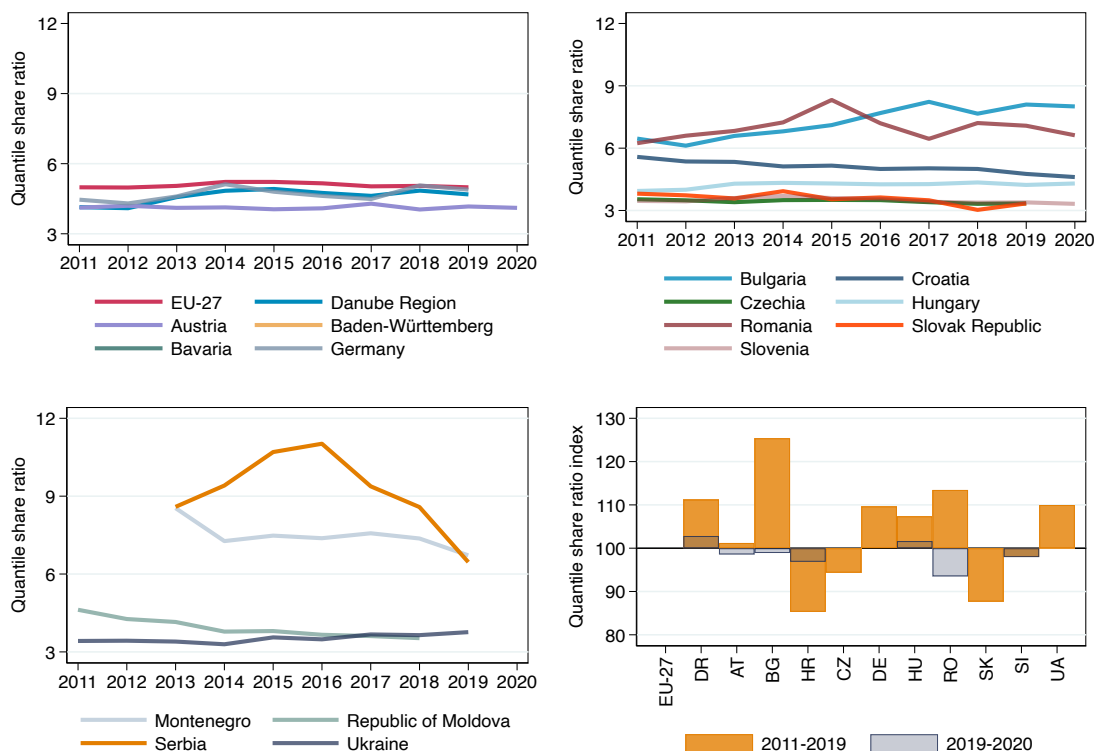 Quantile share ratio
12
9
6
3
2011 2012 2013 2014 2015 2016 2017 2018 2019 2020
EU-27 Danube Region
Austria Baden-Württemberg
Bavaria Germany
Quantile share ratio
12
9
6
3
2011 2012 2013 2014 2015 2016 2017 2018 2019 2020
Bulgaria Croatia
Czechia Hungary
Romania Slovak Republic
Slovenia
Quantile share ratio
12
9
6
3
2011 2012 2013 2014 2015 2016 2017 2018 2019 2020
Montenegro Republic of Moldova
Serbia Ukraine
Quantile share ratio index
130
120
110
100
90
80
EU-27 DR AT BG HR CZ DE HU RO SK SI UA
2011-2019 2019-2020